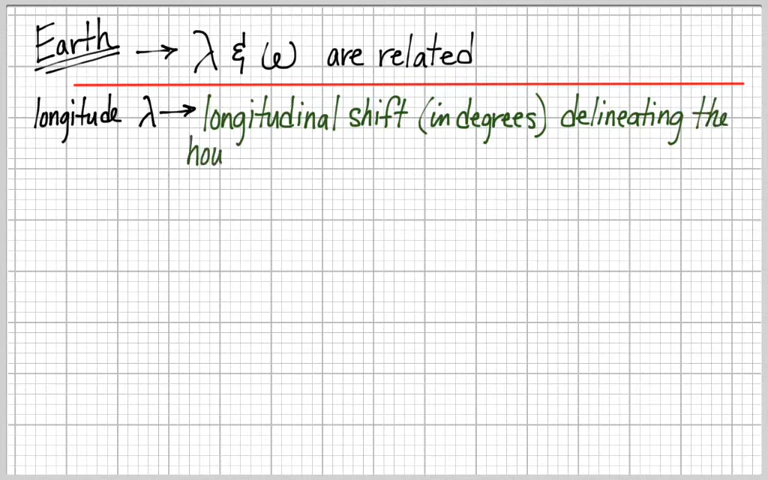 Earth → λ & ω are related
longitude λ → longitudinal shift (in degrees) delineating the
hou